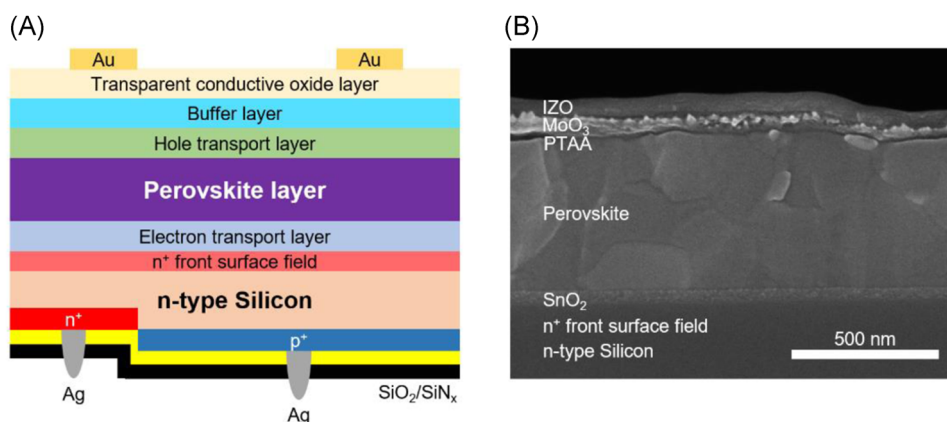 (A)
Au
Au
Transparent conductive oxide layer
Buffer layer
Hole transport layer
Perovskite layer
Electron transport layer
n⁺ front surface field
n-type Silicon
n⁺
p⁺
Ag
Ag
SiO₂/SiNₓ
(B)
IZO
MoO₃
PTAA
Perovskite
SnO₂
n⁺ front surface field
n-type Silicon
500 nm